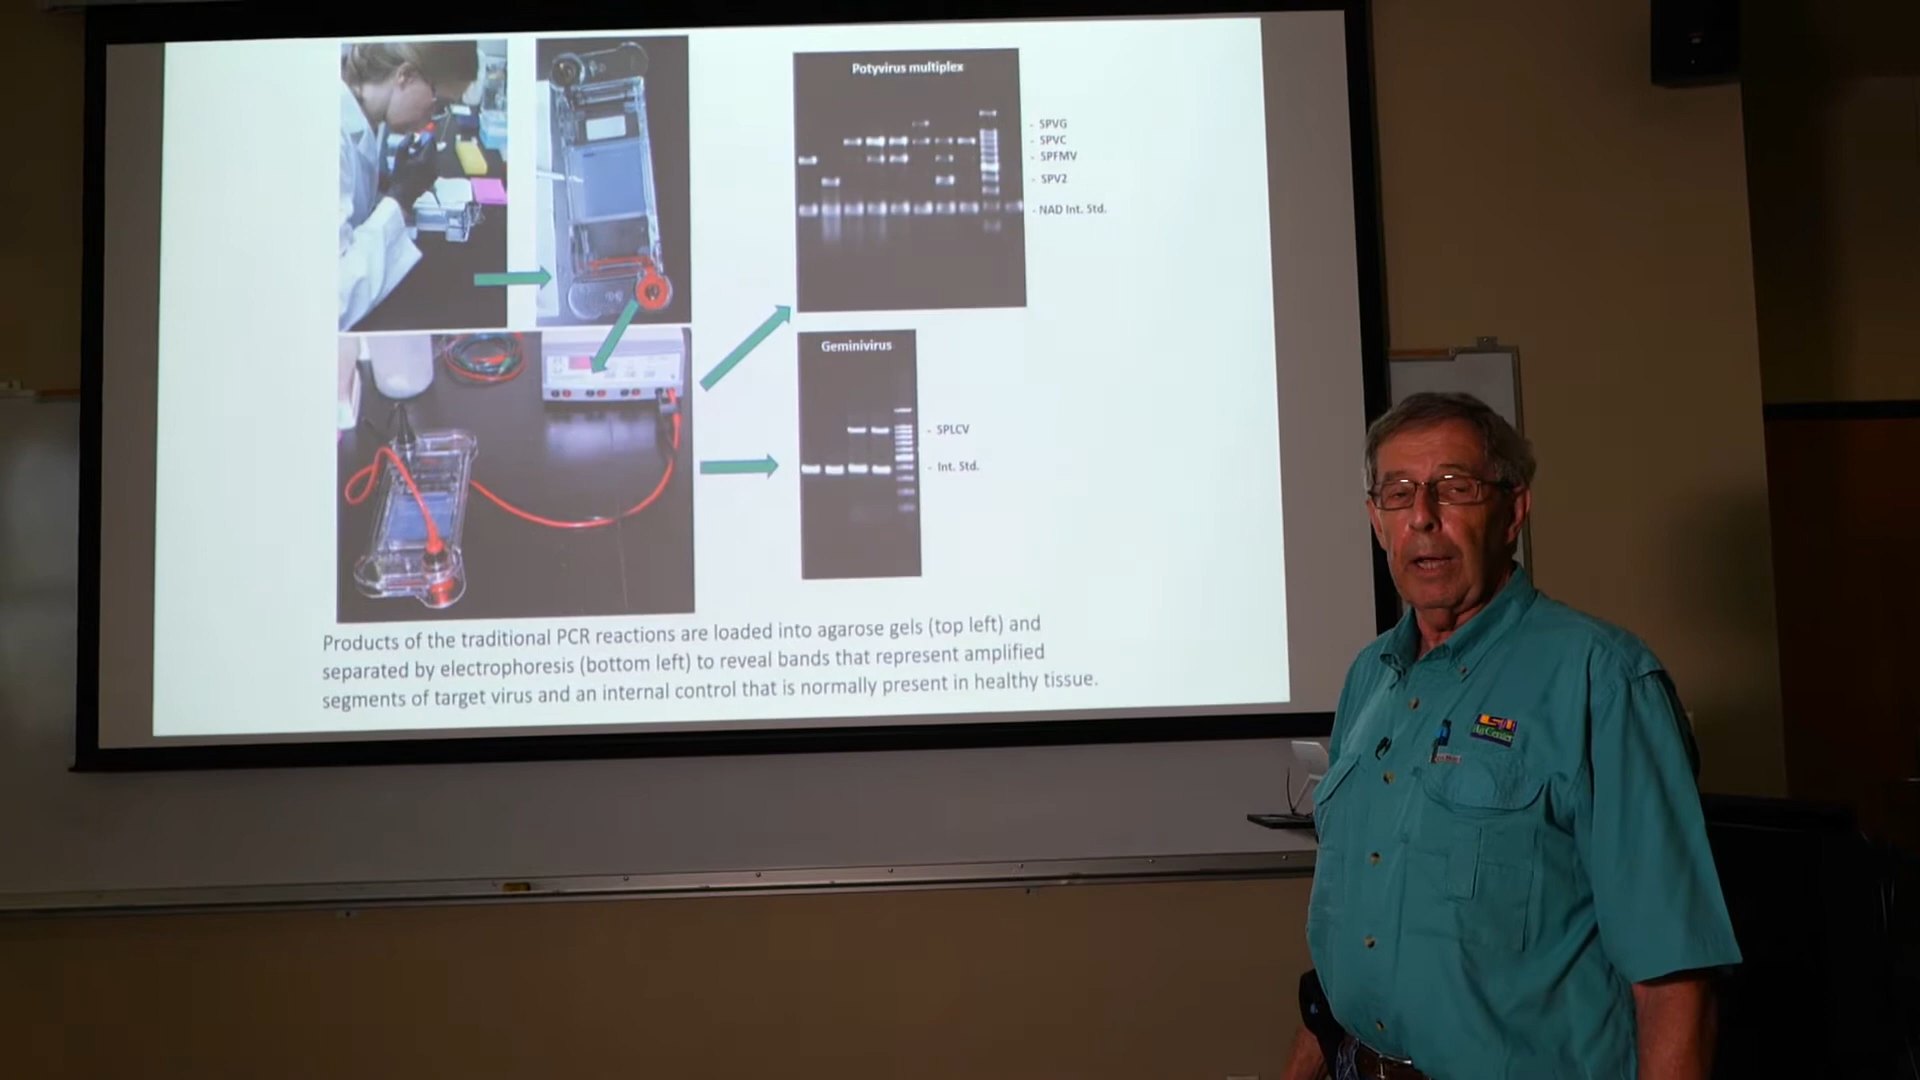 Potyvirus multiplex
- SPVG
- SPVC
- SPFMV
- SPV2
- NAD Int. Std.
Geminivirus
- SPLCV
- Int. Std.
Products of the traditional PCR reactions are loaded into agarose gels (top left) and
separated by electrophoresis (bottom left) to reveal bands that represent amplified
segments of target virus and an internal control that is normally present in healthy tissue.
LSU
AgCenter